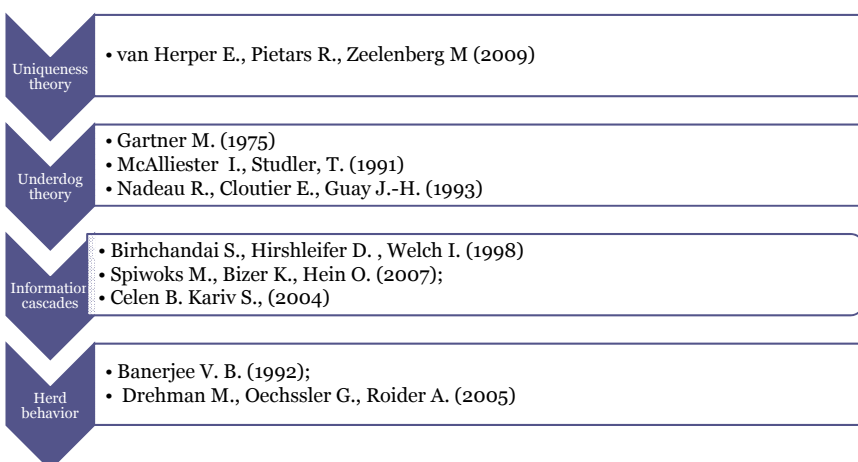 Uniqueness
theory
• van Herper E., Pietars R., Zeelenberg M (2009)
Underdog
theory
• Gartner M. (1975)
• McAlliester I., Studler, T. (1991)
• Nadeau R., Cloutier E., Guay J.-H. (1993)
Information
cascades
• Birhchandai S., Hirshleifer D. , Welch I. (1998)
• Spiwoks M., Bizer K., Hein O. (2007);
• Celen B. Kariv S., (2004)
Herd
behavior
• Banerjee V. B. (1992);
• Drehman M., Oechssler G., Roider A. (2005)